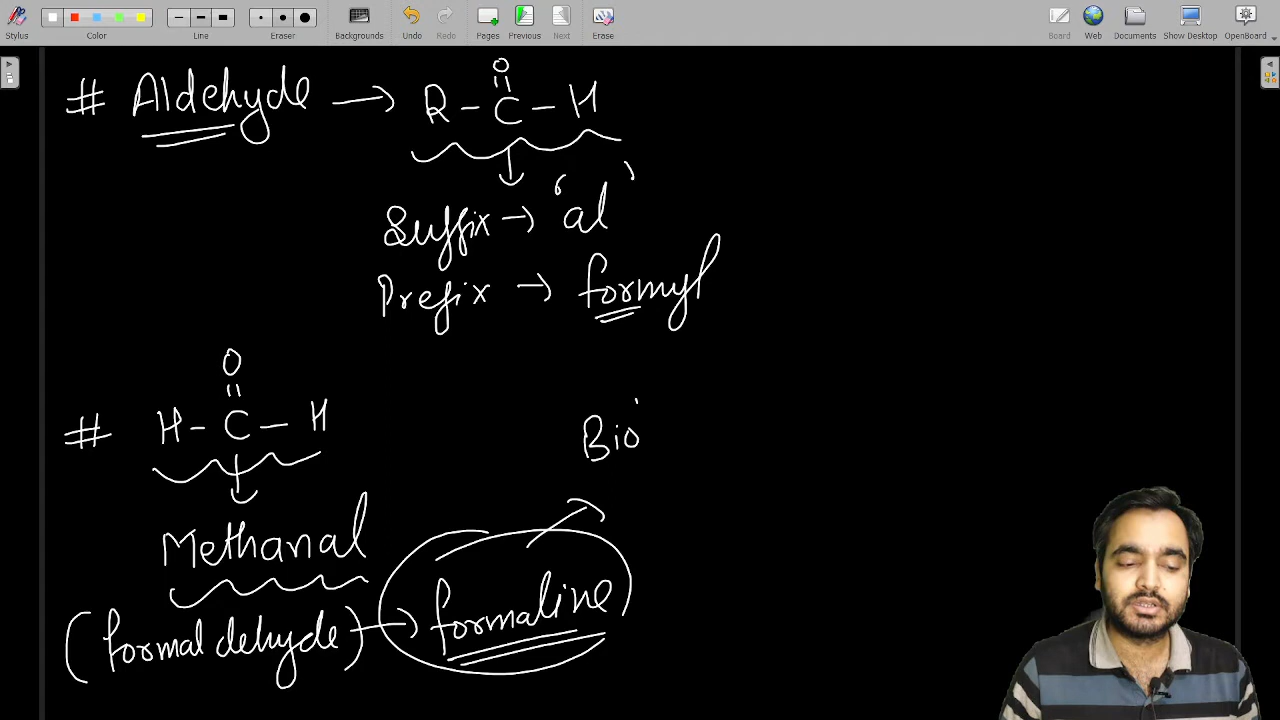 Stylus Color Line Eraser Backgrounds Undo Redo Pages Previous Next Erase Board Web Documents Show Desktop OpenBoard
# Aldehyde → R - C - H
O
Suffix → 'al'
Prefix → formyl
O
# H - C - H
Bio
Methanal
(formaldehyde) → formaline